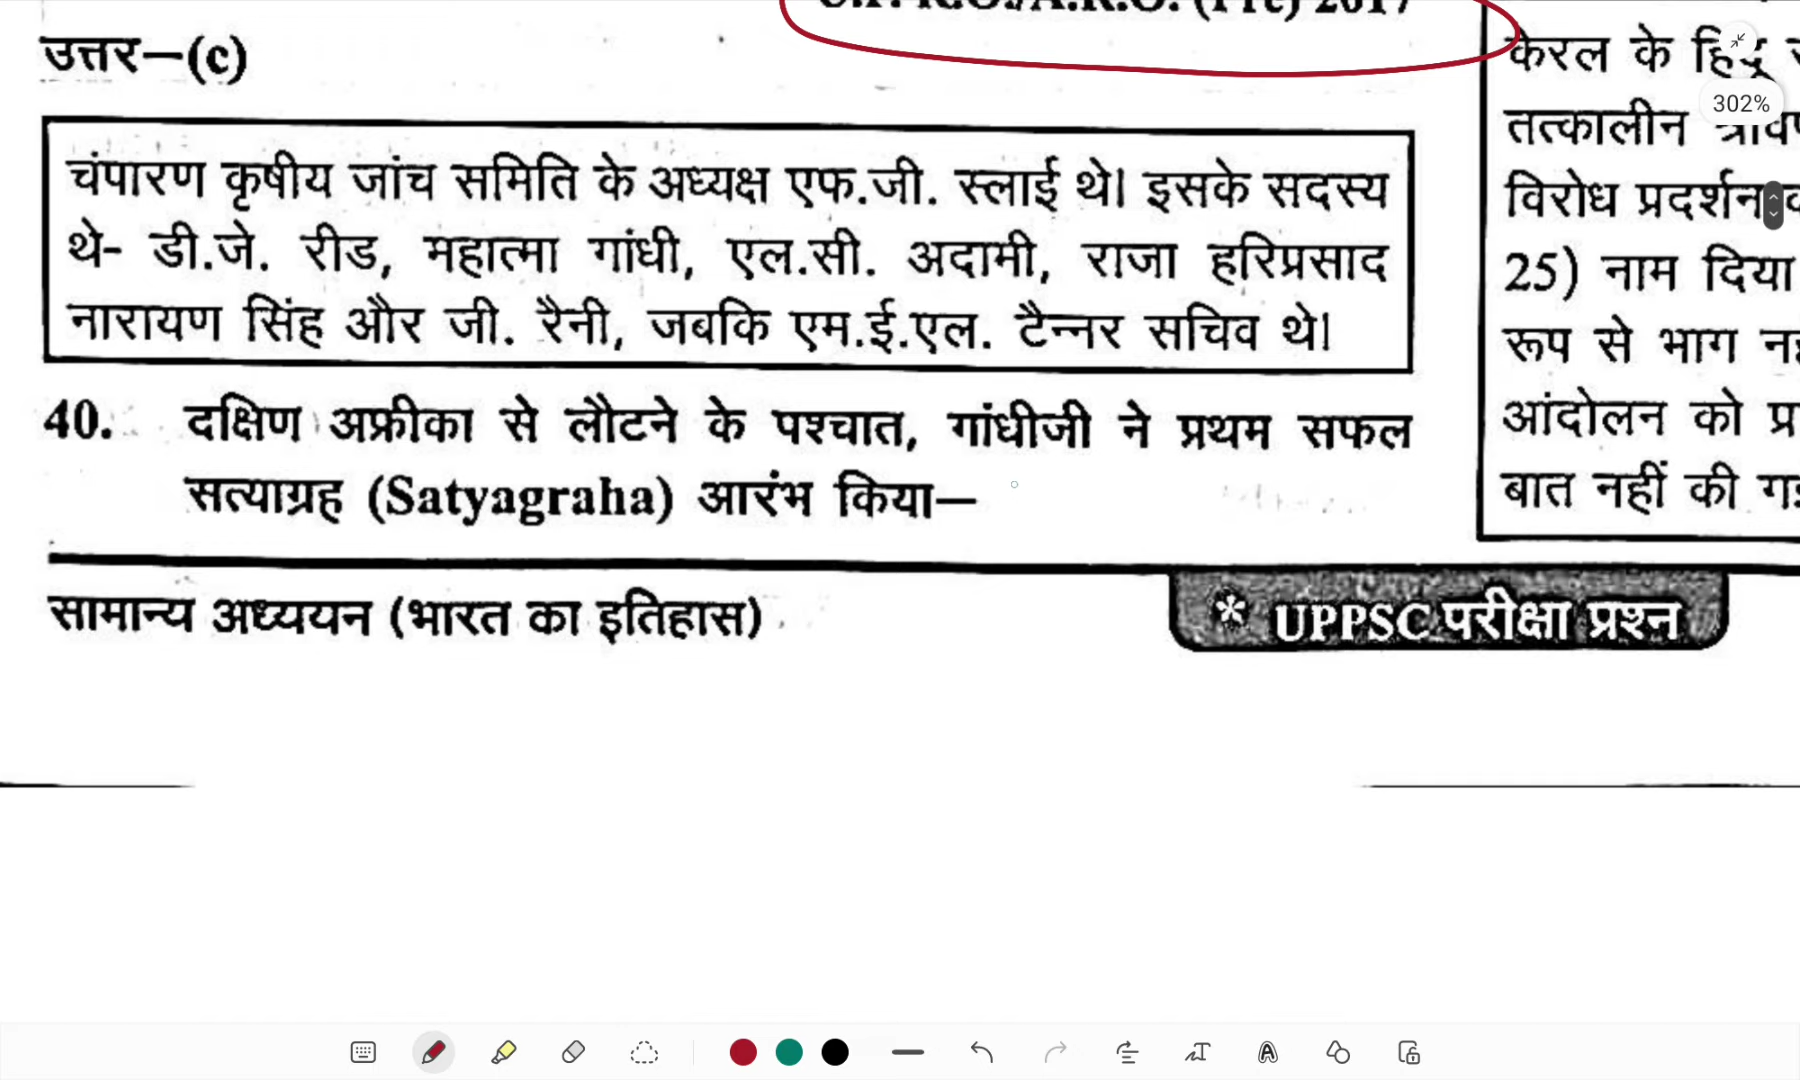 उत्तर–(c)
चंपारण कृषीय जांच समिति के अध्यक्ष एफ.जी. स्लाई थे। इसके सदस्य
थे- डी.जे. रीड, महात्मा गांधी, एल.सी. अदामी, राजा हरिप्रसाद
नारायण सिंह और जी. रैनी, जबकि एम.ई.एल. टैन्नर सचिव थे।
40. दक्षिण अफ्रीका से लौटने के पश्चात, गांधीजी ने प्रथम सफल
सत्याग्रह (Satyagraha) आरंभ किया–
केरल के
302%
तत्कालीन
विरोध प्रदर्शन
25) नाम दिया
रूप से भाग
आंदोलन को
बात नहीं की
सामान्य अध्ययन (भारत का इतिहास)
* UPPSC परीक्षा प्रश्न